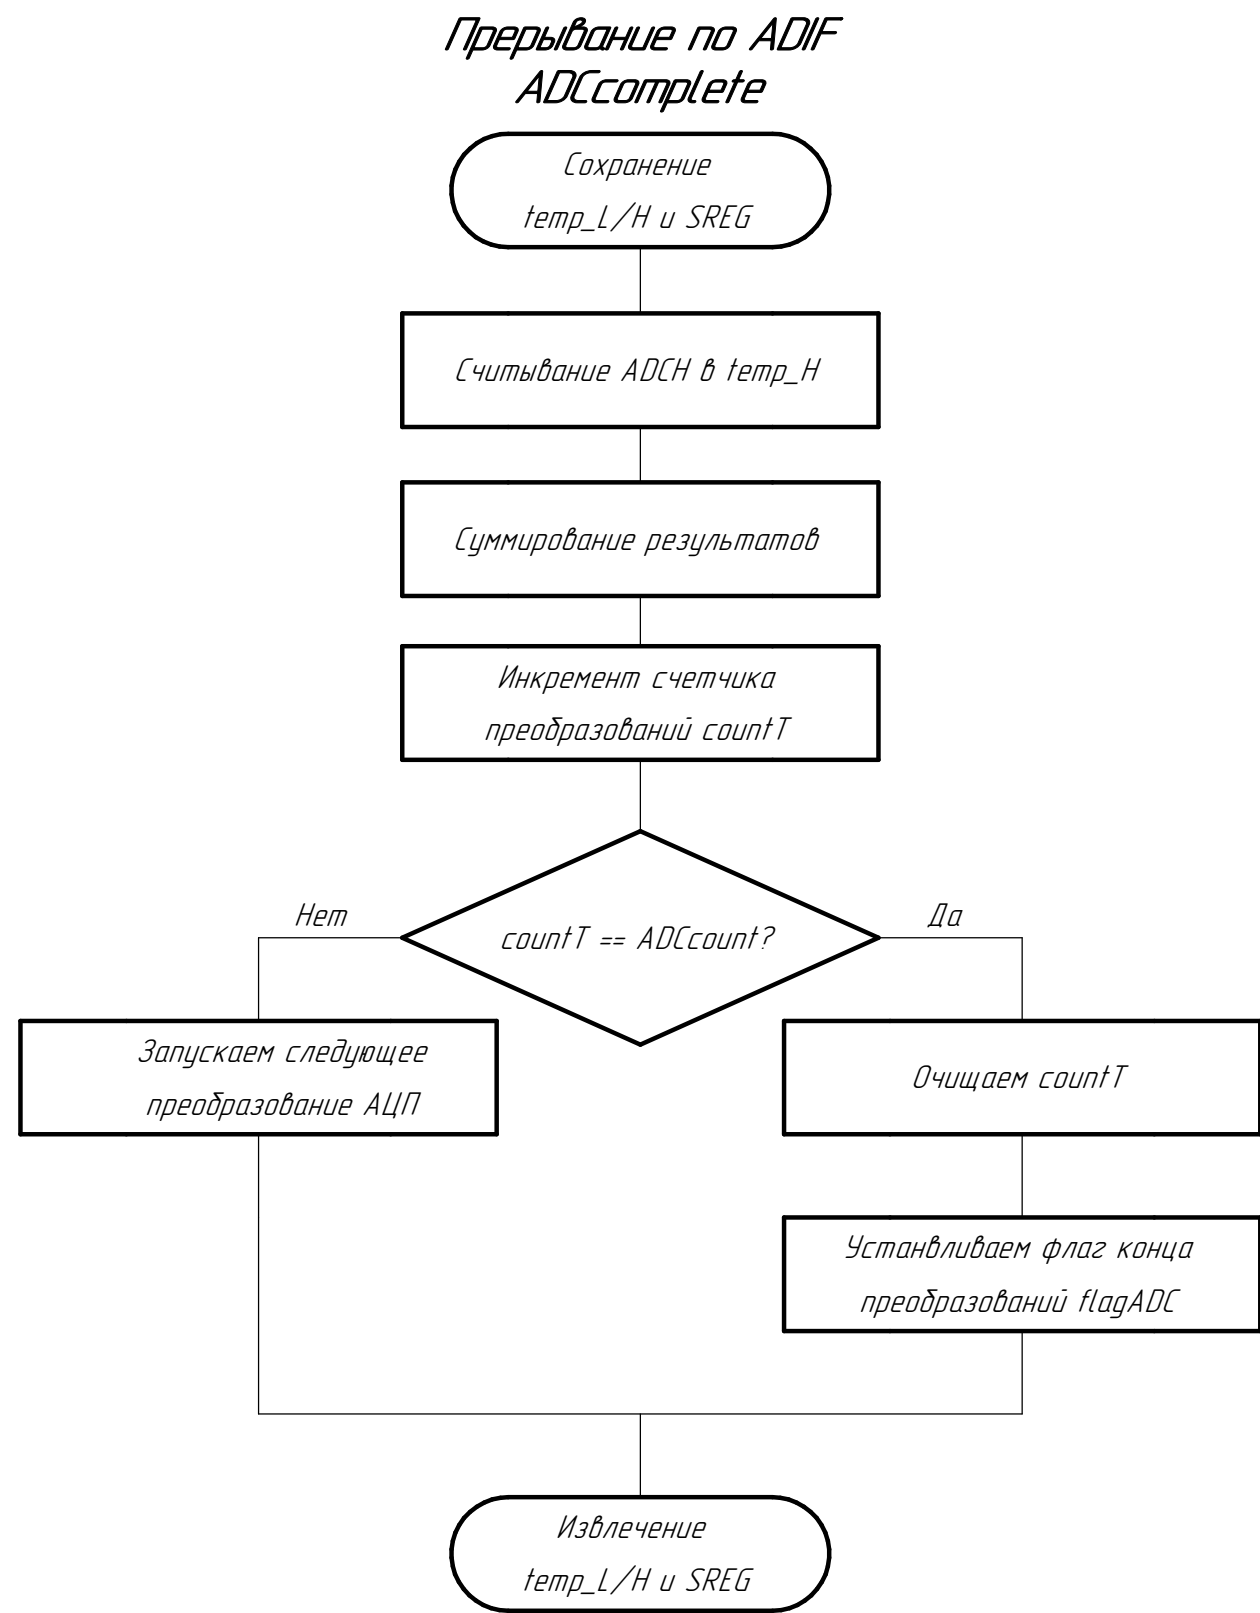 Прерывание по ADIF
ADCcomplete
Сохранение
temp_L/H и SREG
Считывание ADCH в temp_H
Суммирование результатов
Инкремент счетчика
преобразований countT
Нет
countT == ADCcount?
Да
Запускаем следующее
преобразование АЦП
Очищаем countT
Устанвливаем флаг конца
преобразований flagADC
Извлечение
temp_L/H и SREG